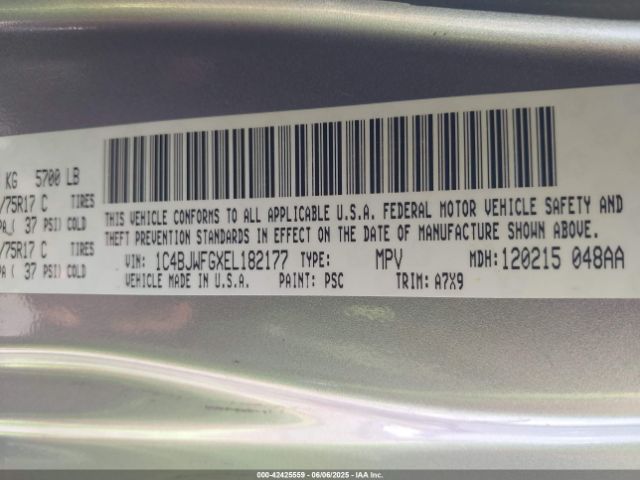 KG 5700 LB
/75R17 C TIRES
PA ( 37 PSI) COLD
/75R17 C TIRES
PA ( 37 PSI) COLD
THIS VEHICLE CONFORMS TO ALL APPLICABLE U.S.A. FEDERAL MOTOR VEHICLE SAFETY AND
THEFT PREVENTION STANDARDS IN EFFECT ON THE DATE OF MANUFACTURE SHOWN ABOVE.
VIN: 1C4BJWFGXEL182177 TYPE: MPV MDH: 120215 048AA
VEHICLE MADE IN U.S.A. PAINT: PSC TRIM: A7X9
000-42425559 - 06/06/2025 - IAA